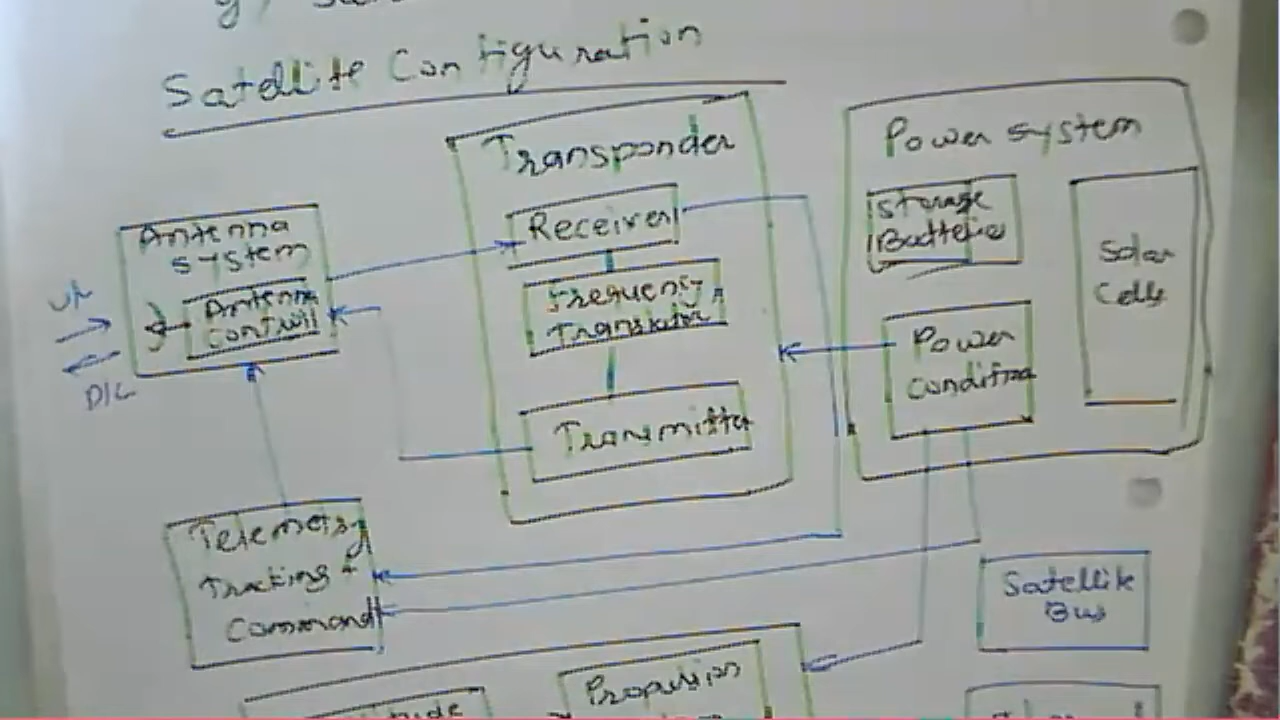 Satellite Configuration
Transponder
Power system
Receiver
Storage
Batteries
Solar
Cells
Antenna
system
Antenna
Control
Frequency
Translator
Power
D/L
Transmitter
Telemetry
Tracking +
Command
Satellite
Bus
Propulsion